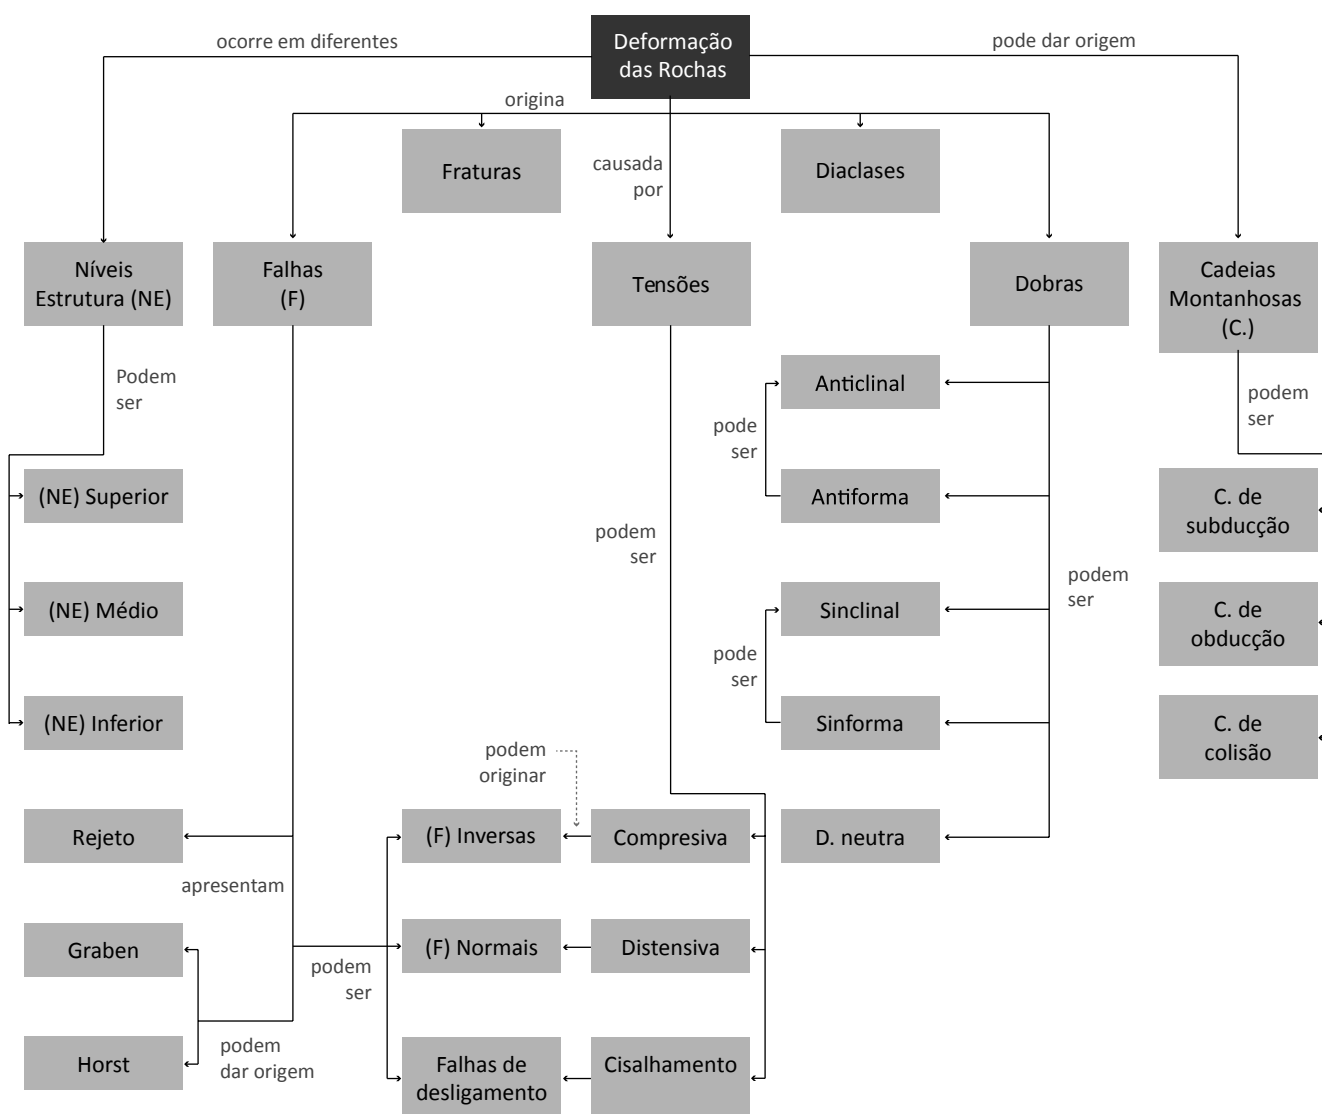 ocorre em diferentes
Deformação
das Rochas
pode dar origem
origina
Fraturas
causada
por
Diaclases
Níveis
Estrutura (NE)
Falhas
(F)
Tensões
Dobras
Cadeias
Montanhosas
(C.)
Podem
ser
Anticlinal
pode
ser
podem
ser
(NE) Superior
Antiforma
C. de
subducção
podem
ser
podem
ser
(NE) Médio
Sinclinal
C. de
obducção
pode
ser
(NE) Inferior
Sinforma
C. de
colisão
podem
originar
Rejeto
(F) Inversas
Compresiva
D. neutra
apresentam
Graben
(F) Normais
Distensiva
podem
ser
Horst
podem
dar origem
Falhas de
desligamento
Cisalhamento